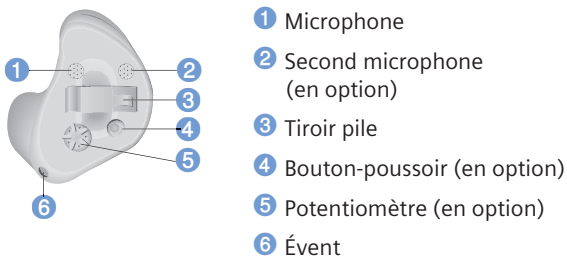 1 Microphone
2 Second microphone
(en option)
3 Tiroir pile
4 Bouton-poussoir (en option)
5 Potentiomètre (en option)
6 Évent
1
2
3
4
5
6